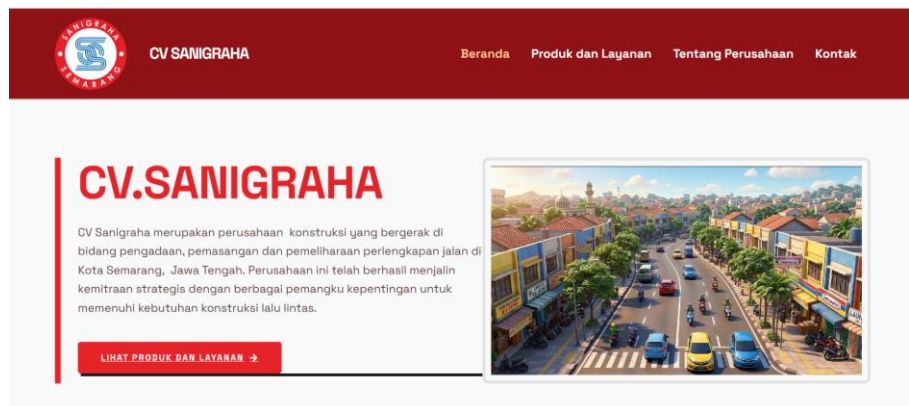 SANIGRAHA
SEMARANG
CV SANIGRAHA
Beranda
Produk dan Layanan
Tentang Perusahaan
Kontak
CV.SANIGRAHA
CV Sanigraha merupakan perusahaan konstruksi yang bergerak di
bidang pengadaan, pemasangan dan pemeliharaan perlengkapan jalan di
Kota Semarang, Jawa Tengah. Perusahaan ini telah berhasil menjalin
kemitraan strategis dengan berbagai pemangku kepentingan untuk
memenuhi kebutuhan konstruksi lalu lintas.
LIHAT PRODUK DAN LAYANAN →